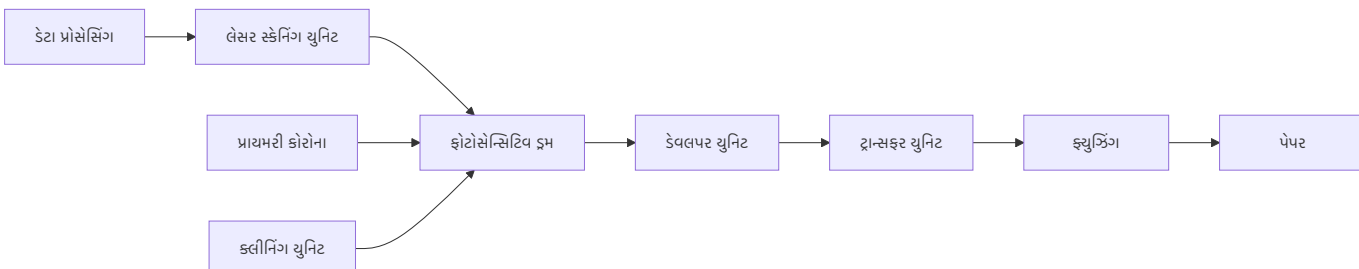 ડેટા પ્રોસેસિંગ
લેસર સ્કેનિંગ યુનિટ
પ્રાયમરી કોરોના
ફોટોસેન્સિટિવ ડ્રમ
ડેવલપર યુનિટ
ટ્રાન્સફર યુનિટ
ફ્યુઝિંગ
પેપર
ક્લીનિંગ યુનિટ